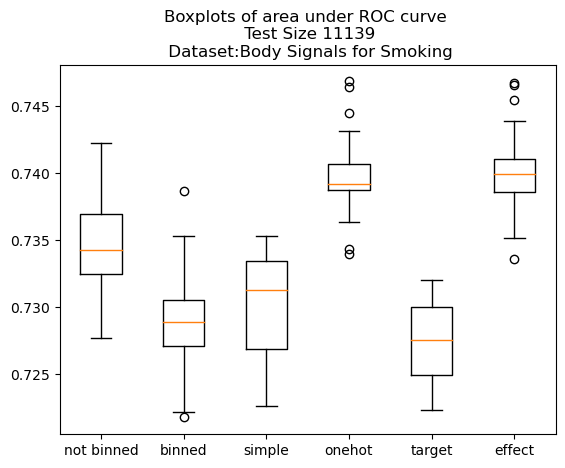 Boxplots of area under ROC curve
Test Size 11139
Dataset:Body Signals for Smoking
0.745
0.740
0.735
0.730
0.725
not binned binned simple onehot target effect